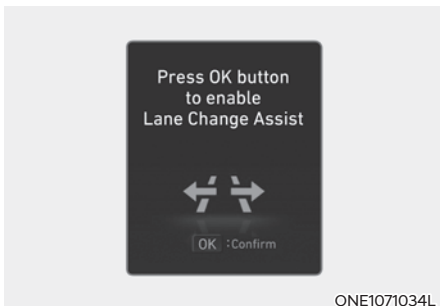 Press OK button
to enable
Lane Change Assist
OK :Confirm
ONE1071034L